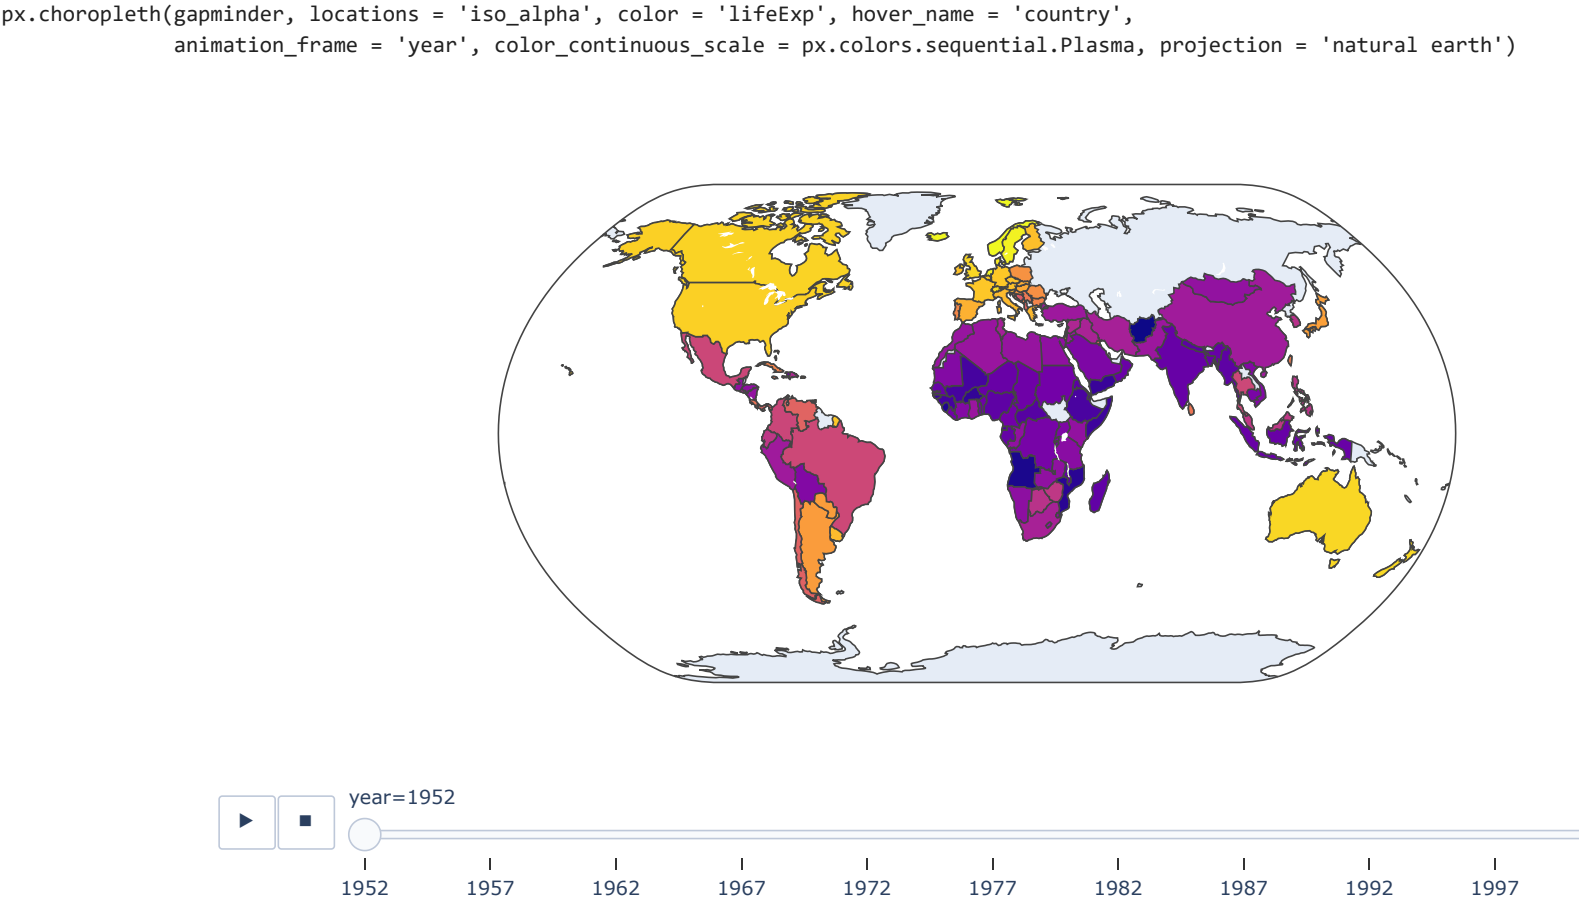 px.choropleth(gapminder, locations = 'iso_alpha', color = 'lifeExp', hover_name = 'country',
animation_frame = 'year', color_continuous_scale = px.colors.sequential.Plasma, projection = 'natural earth')
year=1952
1952 1957 1962 1967 1972 1977 1982 1987 1992 1997